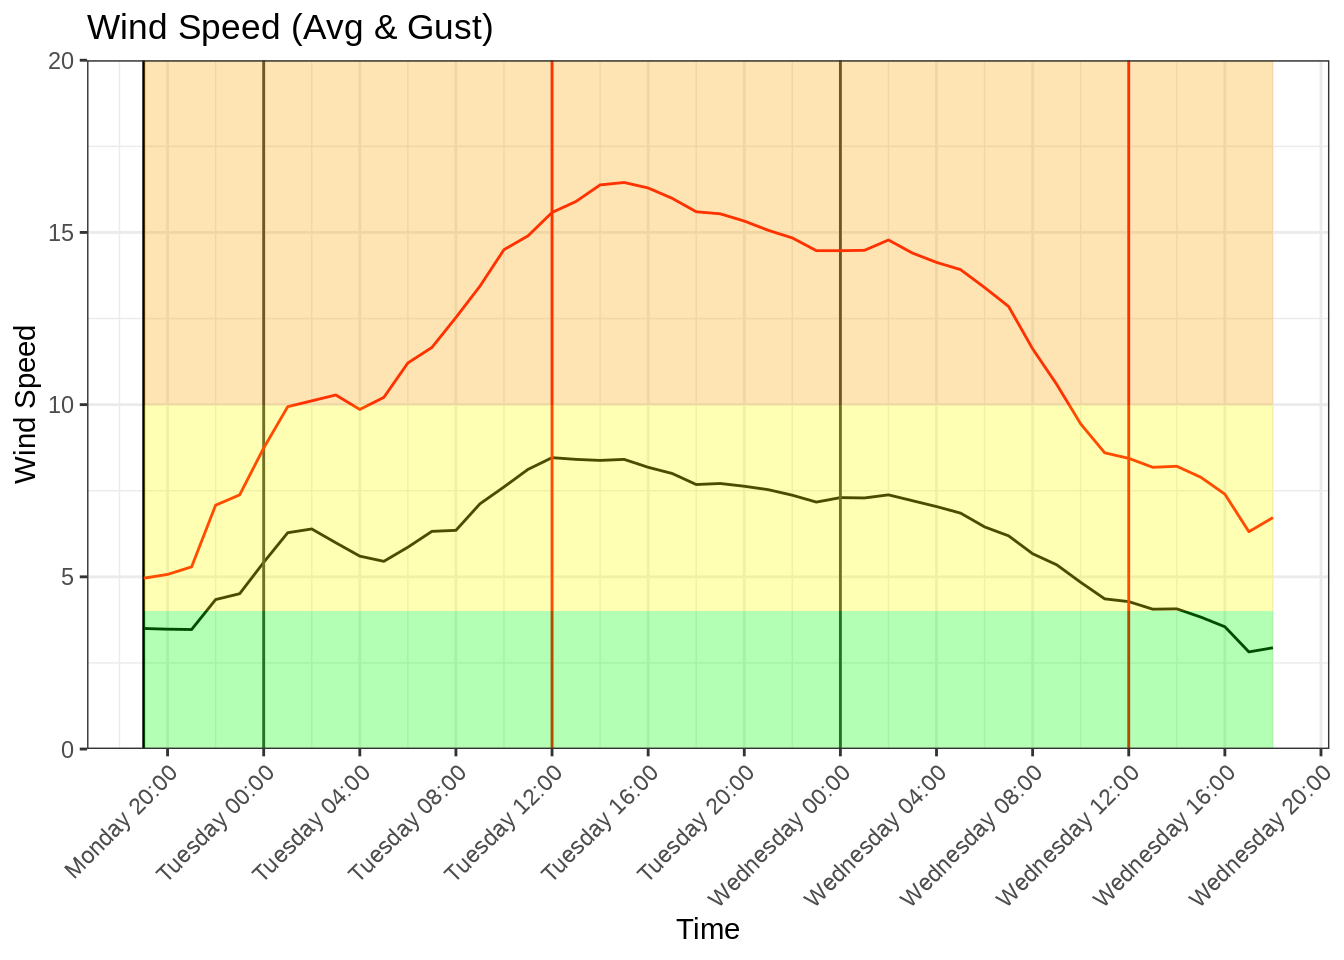 Wind Speed (Avg & Gust)
20
15
10
5
0
Wind Speed
Monday 20:00
Tuesday 00:00
Tuesday 04:00
Tuesday 08:00
Tuesday 12:00
Tuesday 16:00
Tuesday 20:00
Wednesday 00:00
Wednesday 04:00
Wednesday 08:00
Wednesday 12:00
Wednesday 16:00
Wednesday 20:00
Time